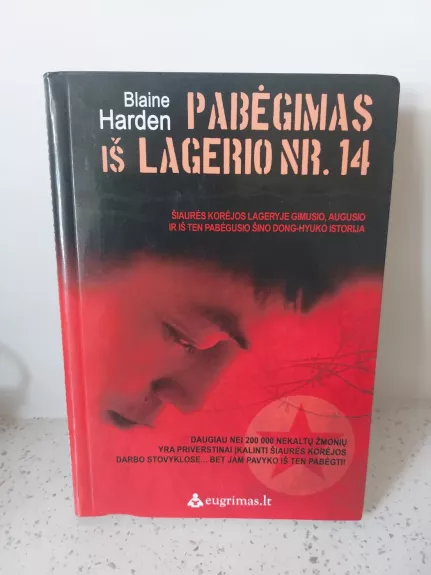 Blaine
Harden
PABĖGIMAS
IŠ LAGERIO NR. 14
ŠIAURĖS KORĖJOS LAGERYJE GIMUSIO, AUGUSIO
IR IŠ TEN PABĖGUSIO ŠINO DONG-HYUKO ISTORIJA
DAUGIAU NEI 200 000 NEKALTŲ ŽMONIŲ
YRA PRIVERSTINAI ĮKALINTI ŠIAURĖS KORĖJOS
DARBO STOVYKLOSE... BET JAM PAVYKO IŠ TEN PABĖGTI!
eugrimas.lt